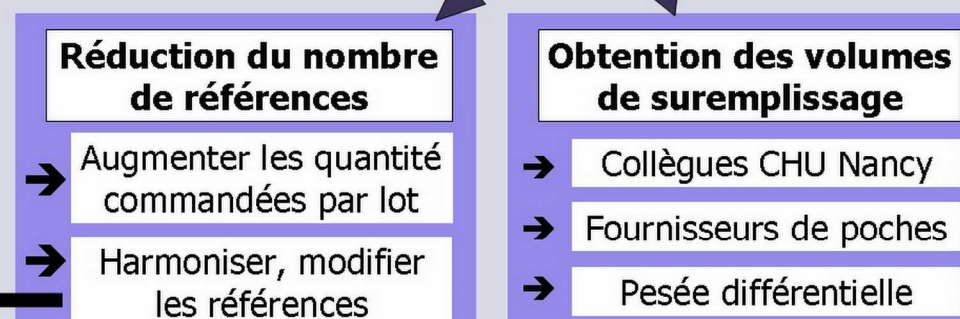 Réduction du nombre
de références
➔ Augmenter les quantité
commandées par lot
➔ Harmoniser, modifier
les références
Obtention des volumes
de suremplissage
➔ Collègues CHU Nancy
➔ Fournisseurs de poches
➔ Pesée différentielle